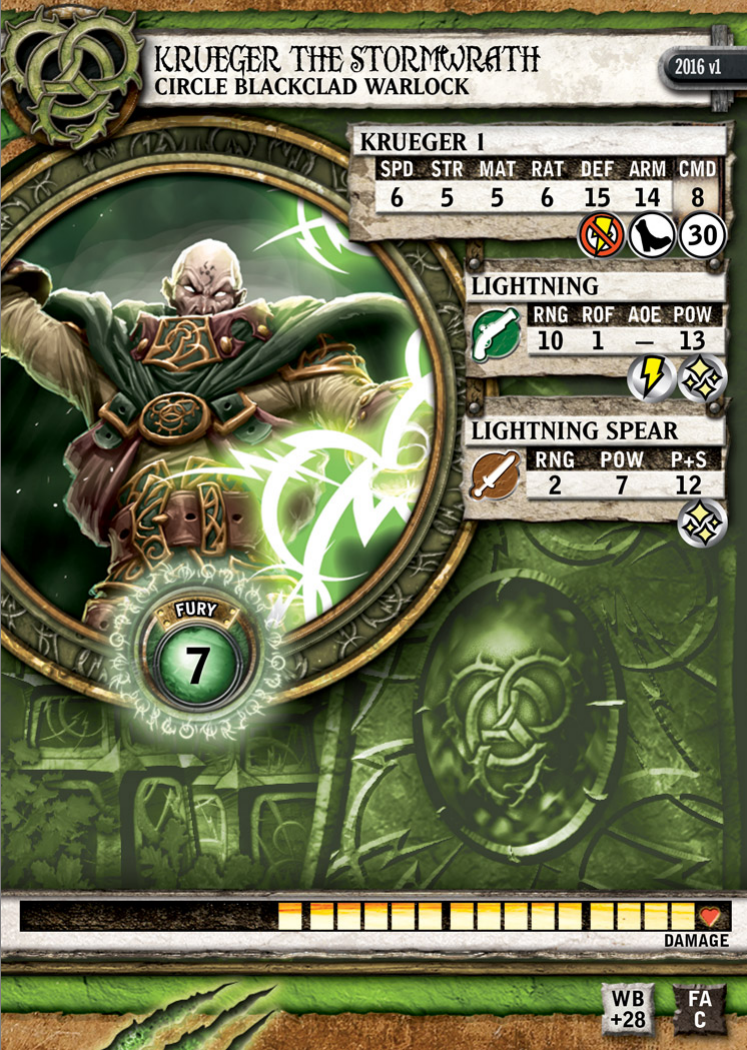 KRUEGER THE STORMWRATH
CIRCLE BLACKCLAD WARLOCK
2016 v1
KRUEGER 1
SPD STR MAT RAT DEF ARM CMD
6 5 5 6 15 14 8
30
LIGHTNING
RNG ROF AOE POW
10 1 — 13
LIGHTNING SPEAR
RNG POW P+S
2 7 12
FURY
7
DAMAGE
WB FA
+28 C